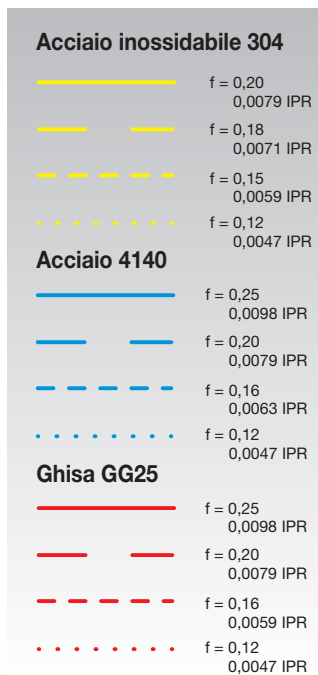 Acciaio inossidabile 304
f = 0,20
0,0079 IPR
f = 0,18
0,0071 IPR
f = 0,15
0,0059 IPR
f = 0,12
0,0047 IPR
Acciaio 4140
f = 0,25
0,0098 IPR
f = 0,20
0,0079 IPR
f = 0,16
0,0063 IPR
f = 0,12
0,0047 IPR
Ghisa GG25
f = 0,25
0,0098 IPR
f = 0,20
0,0079 IPR
f = 0,16
0,0059 IPR
f = 0,12
0,0047 IPR